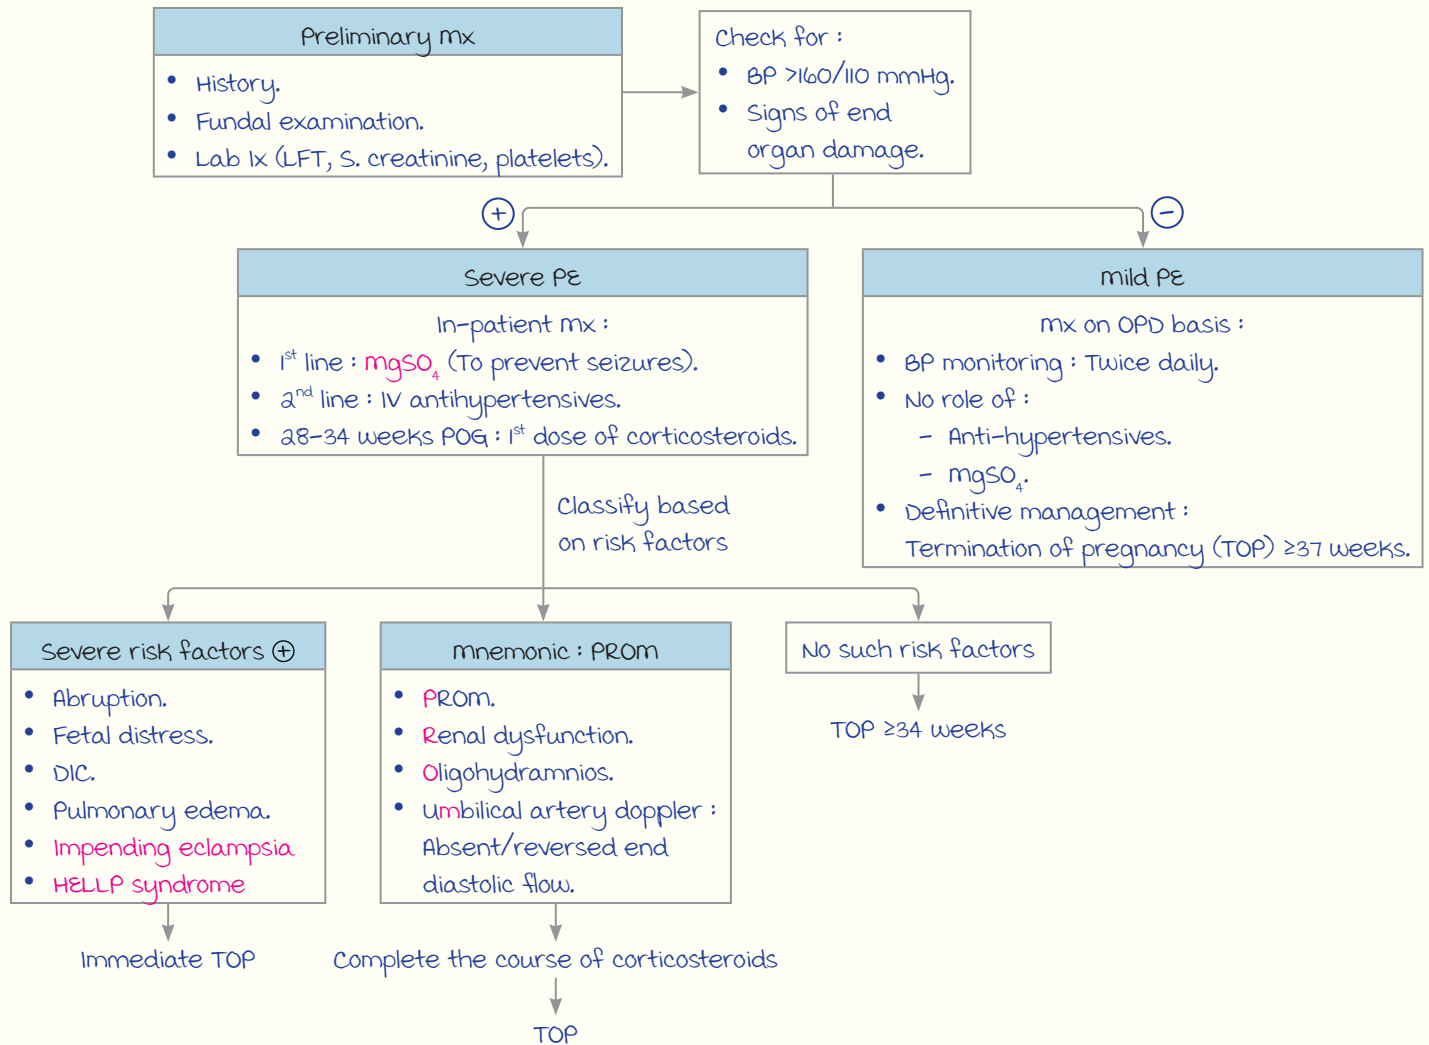 Preliminary mx
• History.
• Fundal examination.
• Lab Ix (LFT, S. creatinine, platelets).
Check for :
• BP >160/110 mmHg.
• Signs of end
organ damage.
+
−
Severe PE
In-patient mx :
• 1st line : mgSO4 (To prevent seizures).
• 2nd line : IV antihypertensives.
• 28-34 weeks POG : 1st dose of corticosteroids.
mild PE
mx on OPD basis :
• BP monitoring : Twice daily.
• No role of :
– Anti-hypertensives.
– mgSO4.
• Definitive management :
Termination of pregnancy (TOP) ≥37 weeks.
Classify based
on risk factors
Severe risk factors ⊕
• Abruption.
• Fetal distress.
• DIC.
• Pulmonary edema.
• Impending eclampsia
• HELLP syndrome
Immediate TOP
mnemonic : PROM
• PROM.
• Renal dysfunction.
• Oligohydramnios.
• Umbilical artery doppler :
Absent/reversed end
diastolic flow.
Complete the course of corticosteroids
TOP
No such risk factors
TOP ≥34 weeks